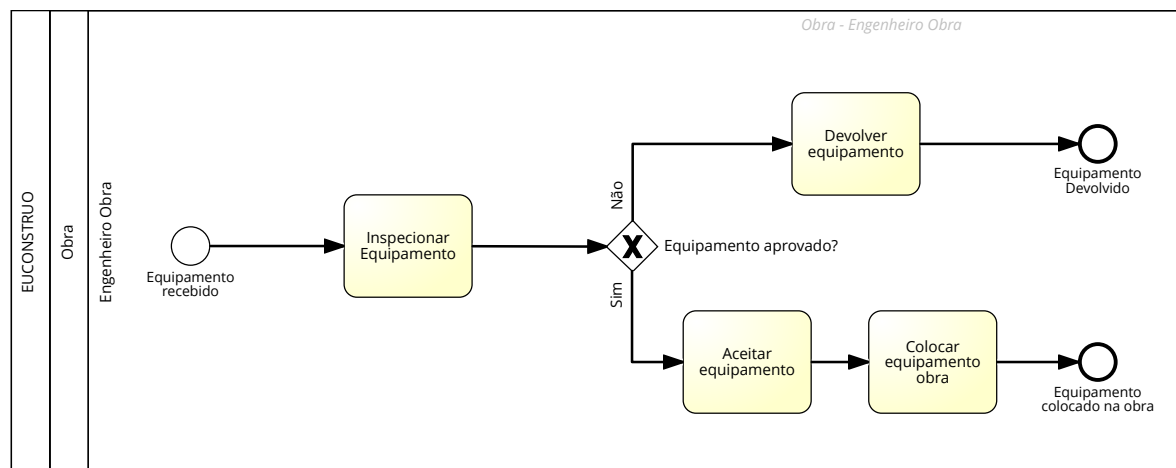 Obra - Engenheiro Obra
EUCONSTRUO
Obra
Engenheiro Obra
Equipamento
recebido
Inspecionar
Equipamento
Equipamento aprovado?
Não
Devolver
equipamento
Equipamento
Devolvido
Sim
Aceitar
equipamento
Colocar
equipamento
obra
Equipamento
colocado na obra